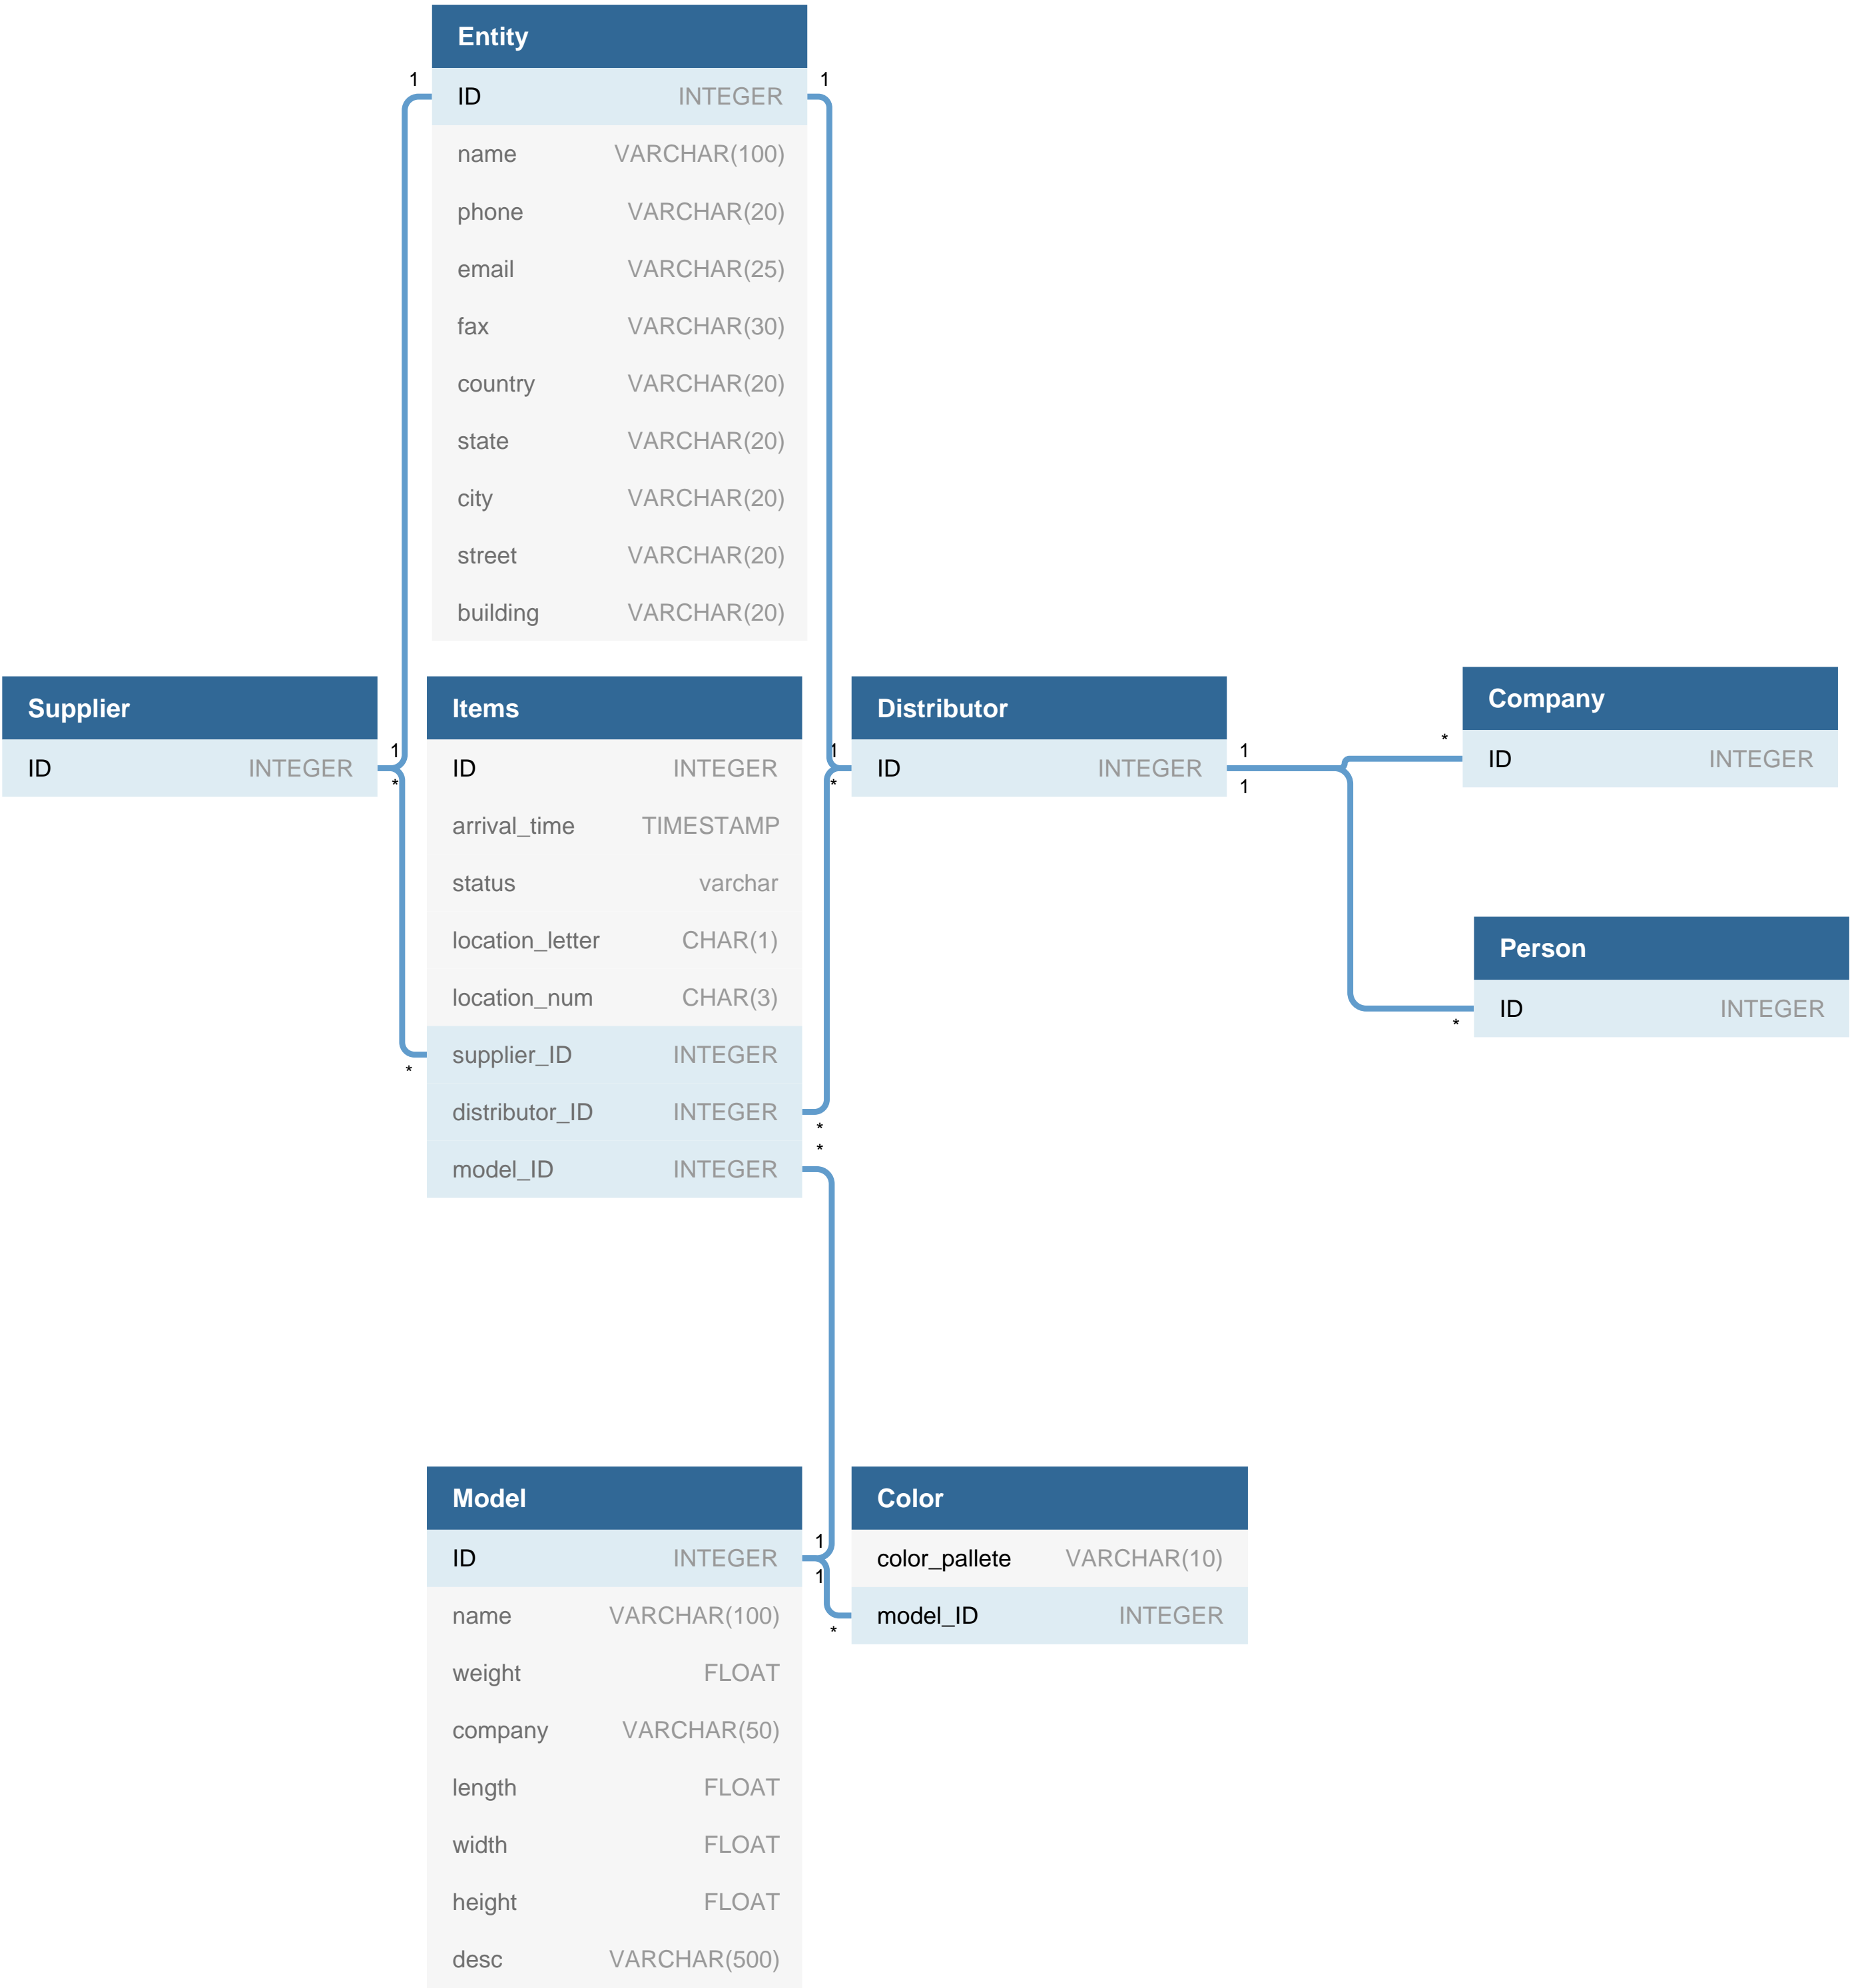 Entity
1
1
ID INTEGER
name VARCHAR(100)
phone VARCHAR(20)
email VARCHAR(25)
fax VARCHAR(30)
country VARCHAR(20)
state VARCHAR(20)
city VARCHAR(20)
street VARCHAR(20)
building VARCHAR(20)
Supplier
1
ID INTEGER
*
Items
ID INTEGER
arrival_time TIMESTAMP
status varchar
location_letter CHAR(1)
location_num CHAR(3)
supplier_ID INTEGER
*
distributor_ID INTEGER
*
*
model_ID INTEGER
Distributor
1
1
ID INTEGER
*
1
Company
*
ID INTEGER
Person
ID INTEGER
*
Model
1
ID INTEGER
1
name VARCHAR(100)
weight FLOAT
company VARCHAR(50)
length FLOAT
width FLOAT
height FLOAT
desc VARCHAR(500)
Color
color_pallete VARCHAR(10)
model_ID INTEGER
*